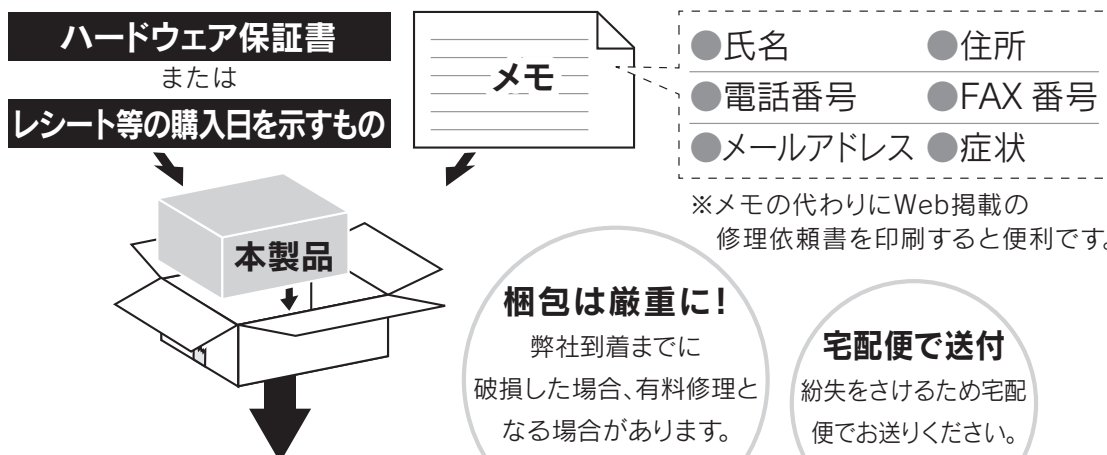 ハードウェア保証書
または
レシート等の購入日を示すもの
メモ
●氏名 ●住所
●電話番号 ●FAX 番号
●メールアドレス ●症状
※メモの代わりにWeb掲載の
修理依頼書を印刷すると便利です。
本製品
梱包は厳重に!
弊社到着までに
破損した場合、有料修理と
なる場合があります。
宅配便で送付
紛失をさけるため宅配
便でお送りください。